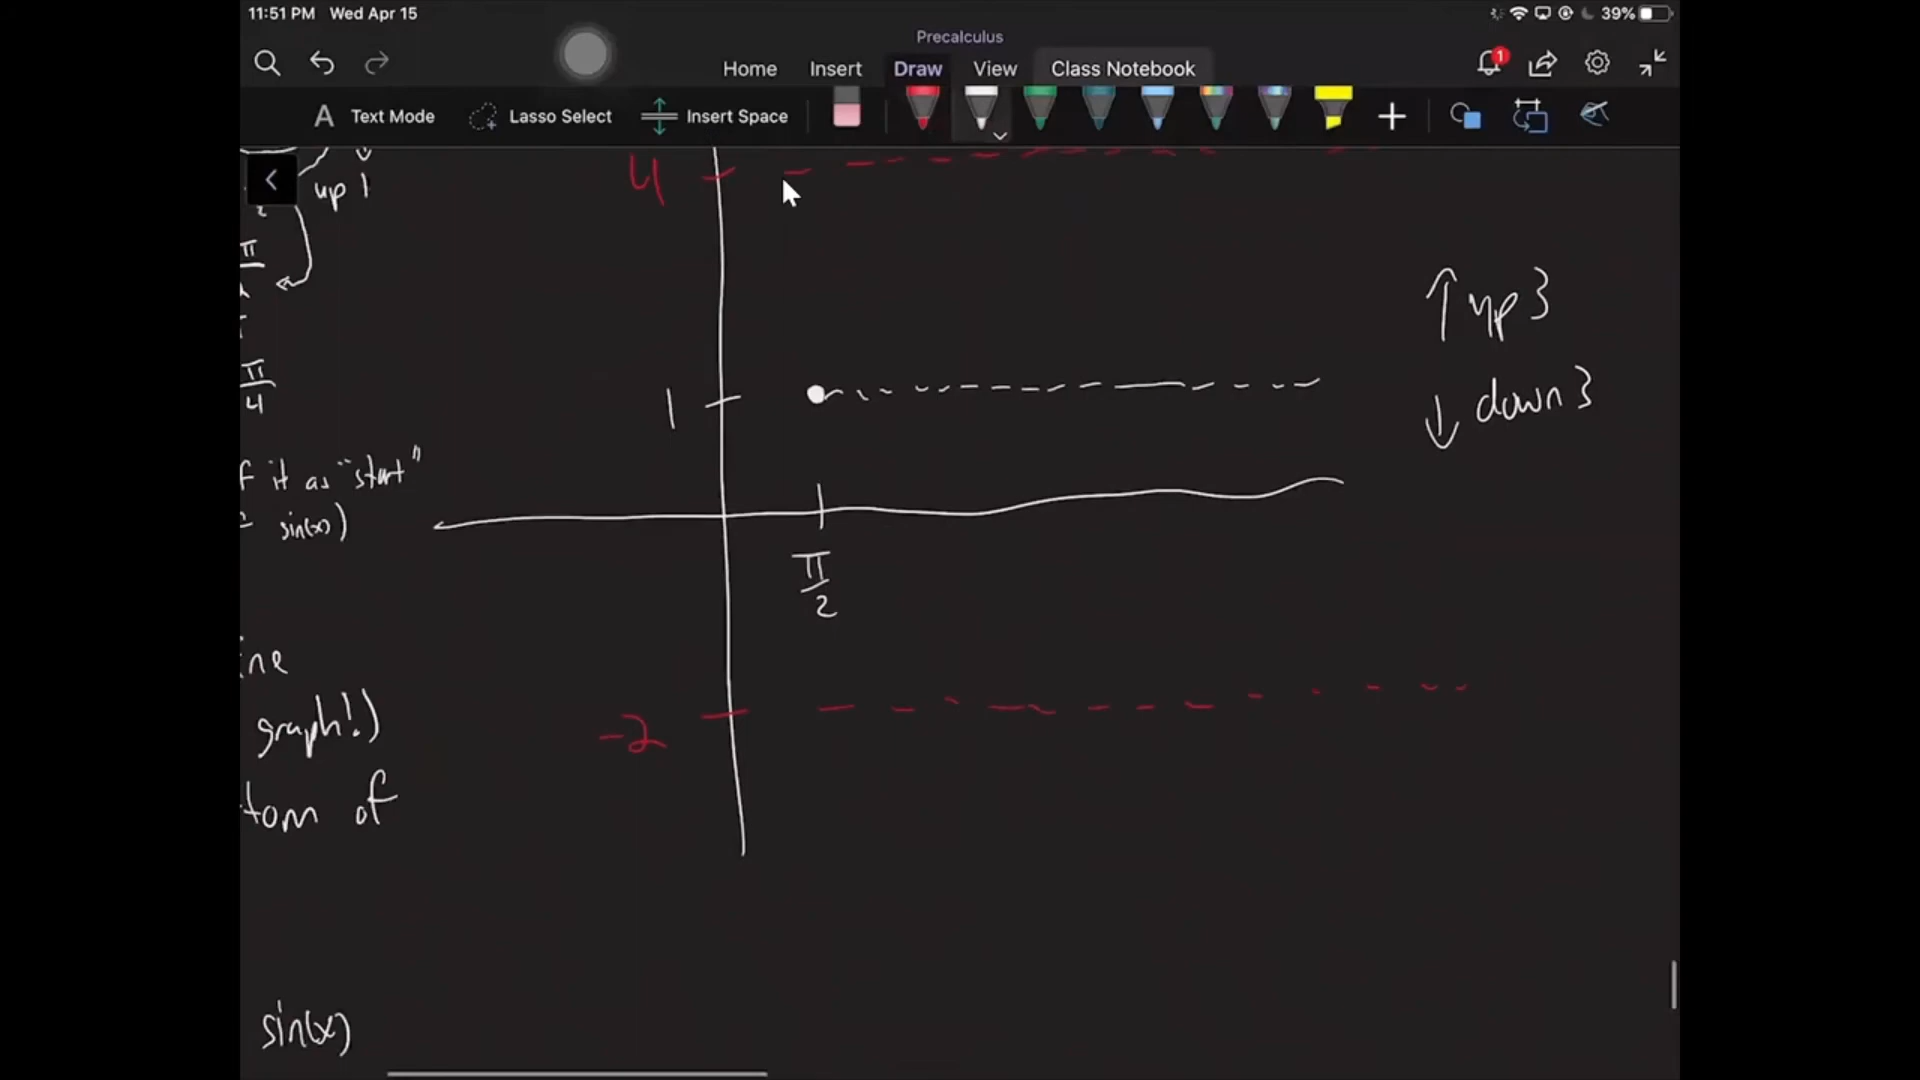 11:51 PM Wed Apr 15
39%
Precalculus
Home Insert Draw View Class Notebook
1
A Text Mode Lasso Select Insert Space
4
up 1
π
π/4
1
↑ up 3
↓ down 3
f it as "start"
sin(x))
π/2
ine
graph!)
-2
tom of
sin(x)